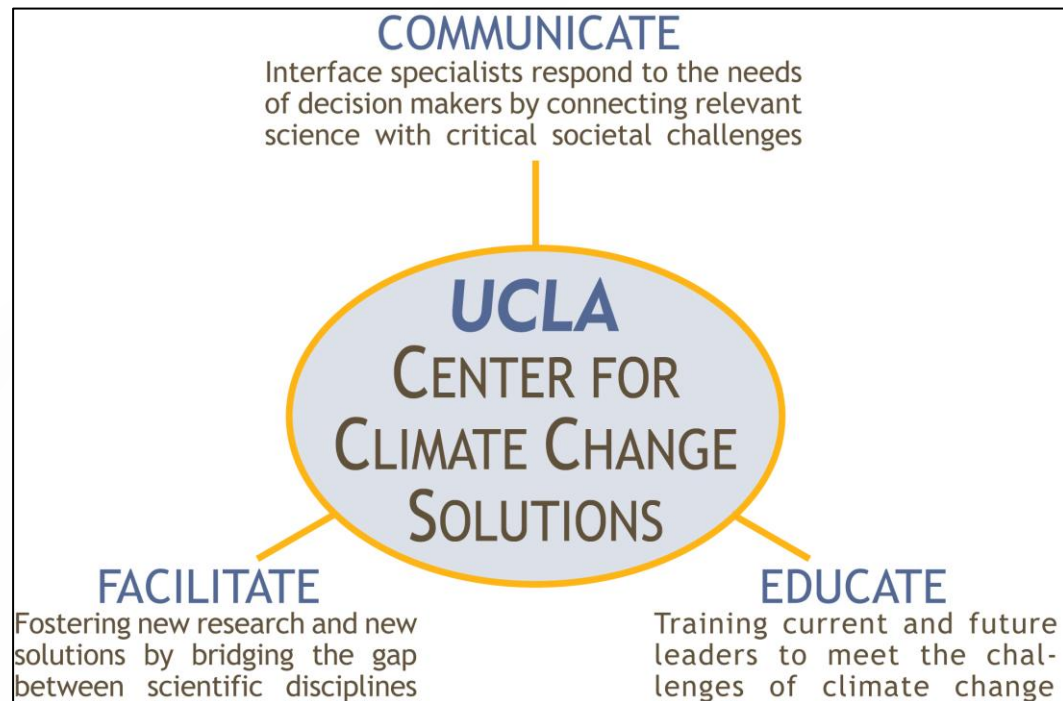 COMMUNICATE
Interface specialists respond to the needs
of decision makers by connecting relevant
science with critical societal challenges
UCLA
CENTER FOR
CLIMATE CHANGE
SOLUTIONS
FACILITATE
Fostering new research and new
solutions by bridging the gap
between scientific disciplines
EDUCATE
Training current and future
leaders to meet the chal-
lenges of climate change